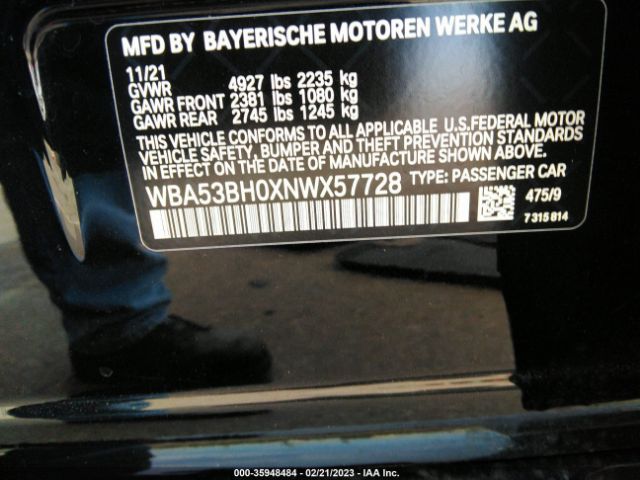 MFD BY BAYERISCHE MOTOREN WERKE AG
11/21
GVWR 4927 lbs 2235 kg
GAWR FRONT 2381 lbs 1080 kg
GAWR REAR 2745 lbs 1245 kg
THIS VEHICLE CONFORMS TO ALL APPLICABLE U.S.FEDERAL MOTOR
VEHICLE SAFETY, BUMPER, AND THEFT PREVENTION STANDARDS
IN EFFECT ON THE DATE OF MANUFACTURE SHOWN ABOVE.
WBA53BH0XNWX57728 TYPE: PASSENGER CAR
475/9
7315814
000-35948484 - 02/21/2023 - IAA Inc.